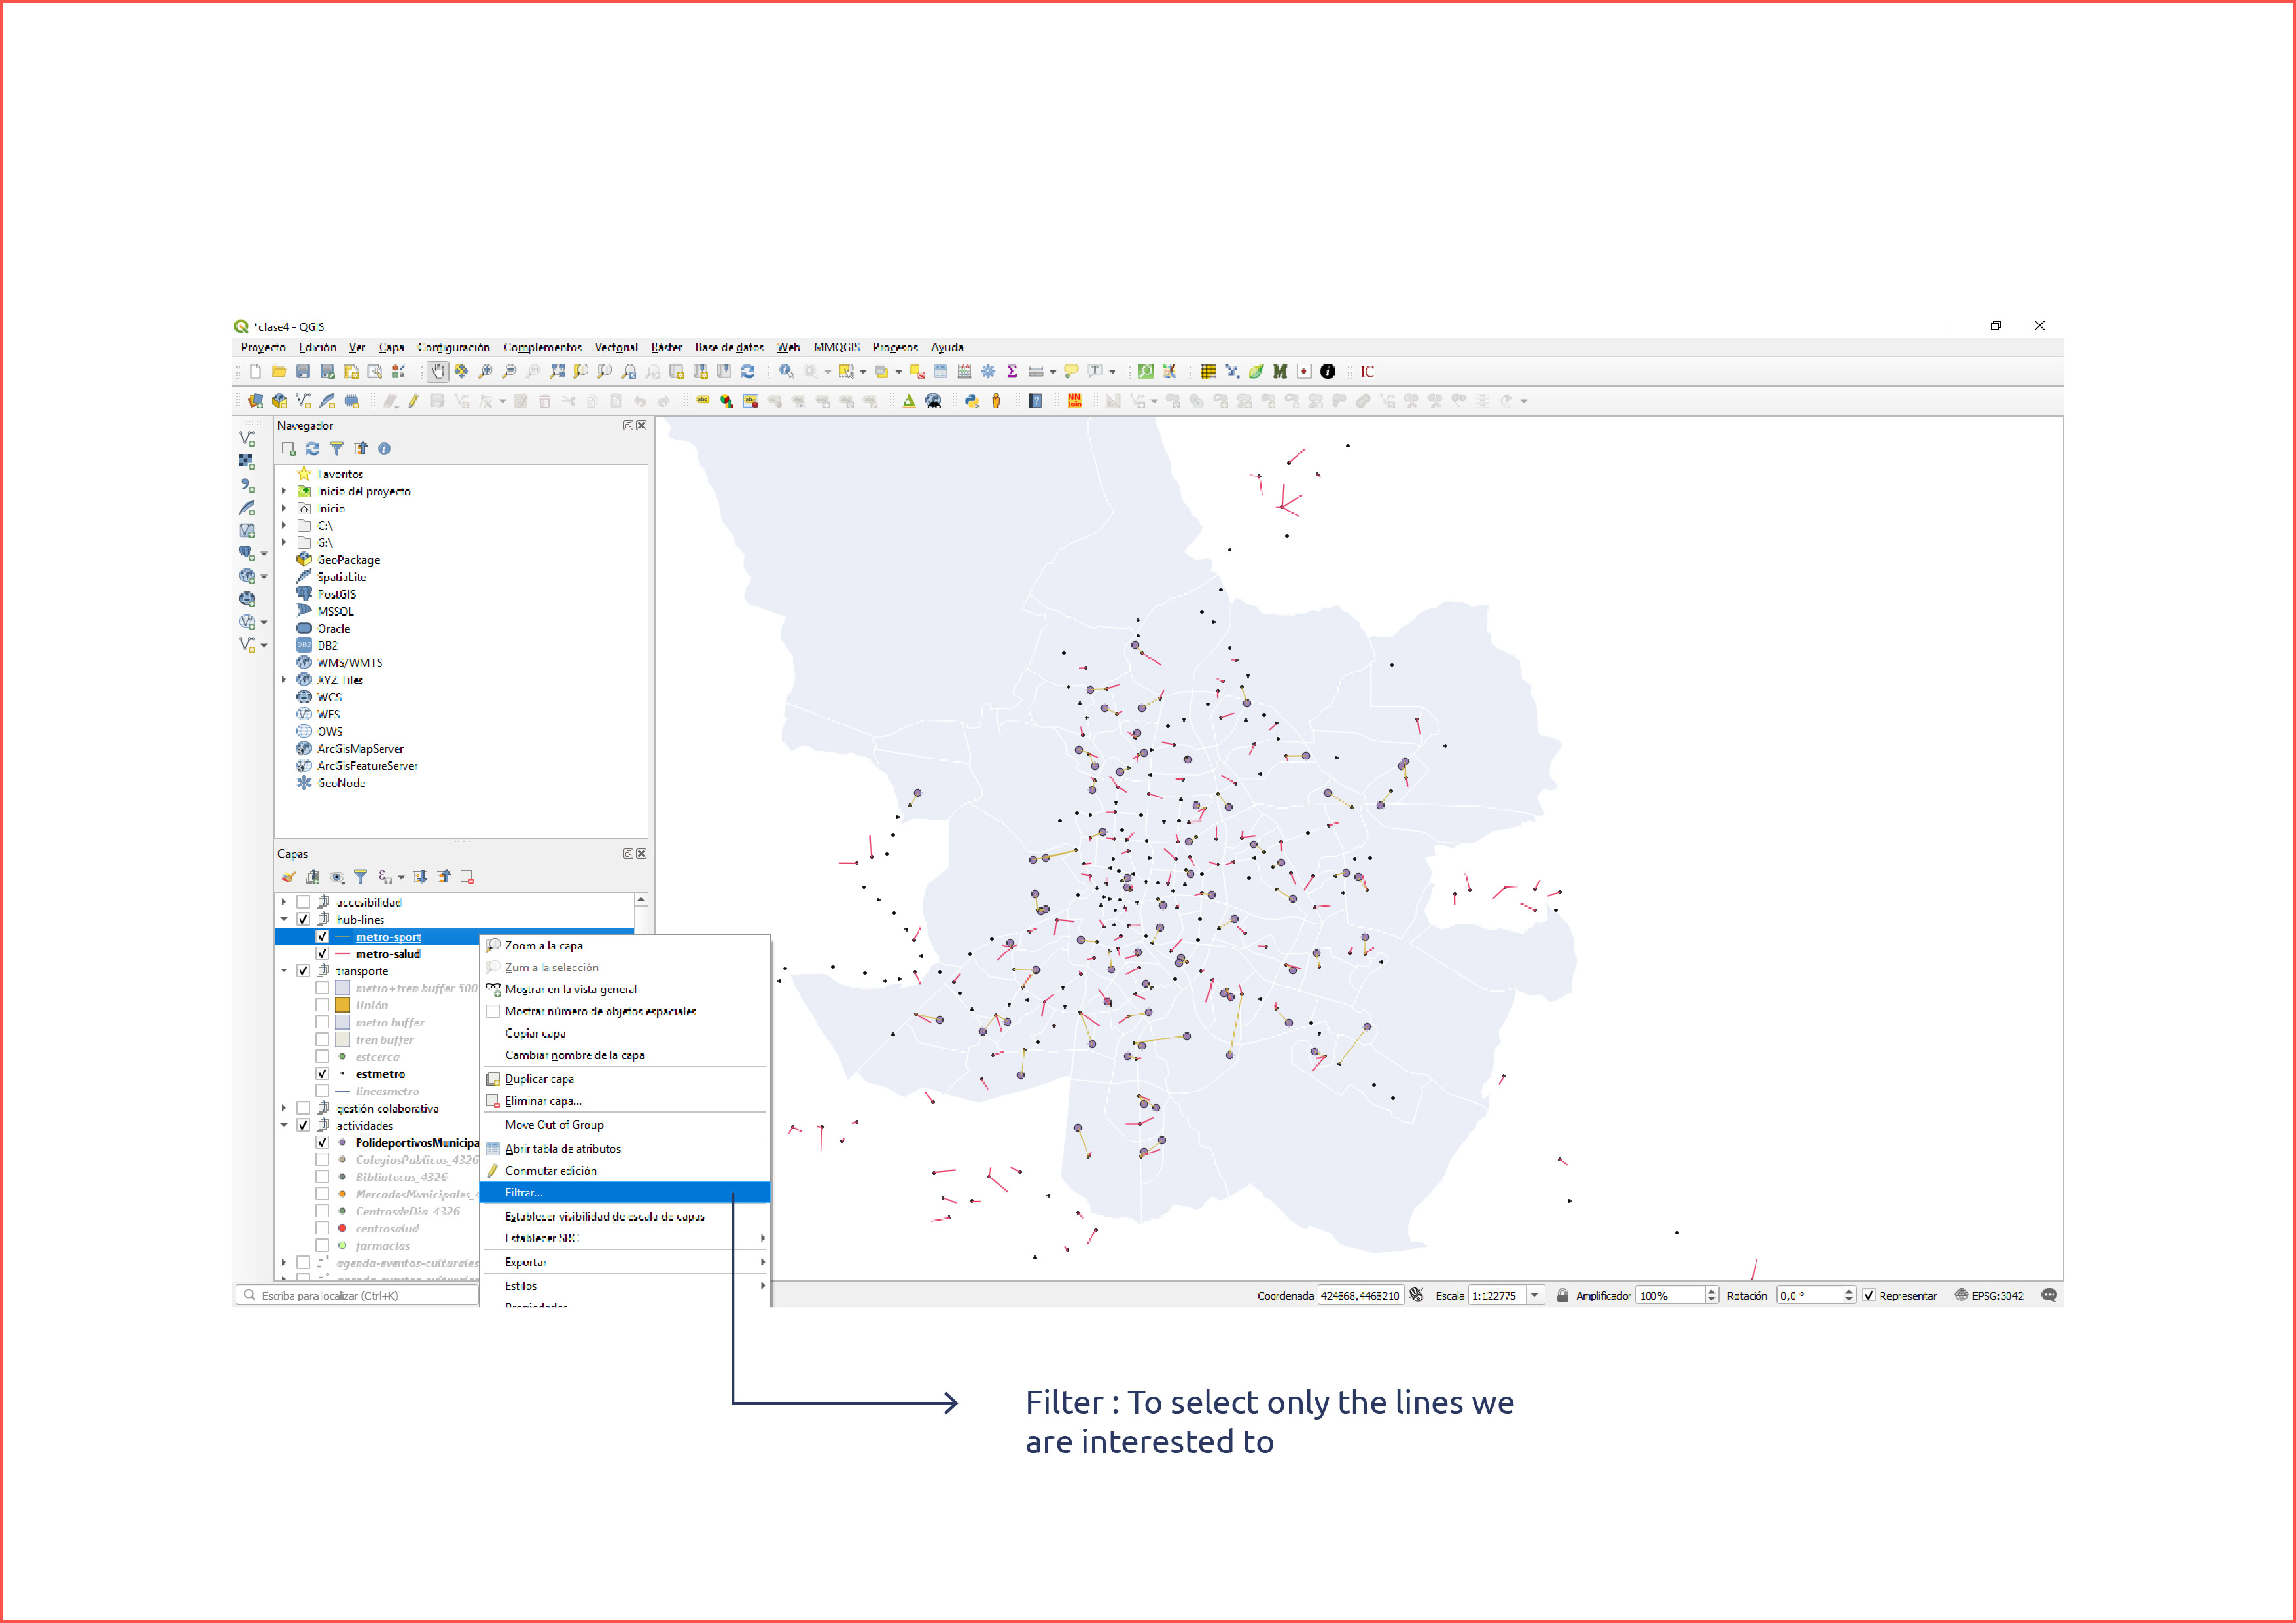 *clase4 - QGIS
Proyecto Edición Ver Capa Configuración Complementos Vectorial Ráster Base de datos Web MMQGIS Procesos Ayuda
IC
Navegador
Favoritos
Inicio del proyecto
Inicio
C:\
G:\
GeoPackage
SpatiaLite
PostGIS
MSSQL
Oracle
DB2
WMS/WMTS
XYZ Tiles
WCS
WFS
OWS
ArcGisMapServer
ArcGisFeatureServer
GeoNode
Capas
accesibilidad
hub-lines
metro-sport
metro-salud
transporte
metro+tren buffer 500
Unión
metro buffer
tren buffer
estcerca
estmetro
lineasmetro
gestión colaborativa
actividades
PolideportivosMunicipa
ColegiosPublicos_4326
Bibliotecas_4326
MercadosMunicipales_4
CentrosdeDia_4326
centrosalud
farmacias
agenda-eventos-culturales
Zoom a la capa
Zum a la selección
Mostrar en la vista general
Mostrar número de objetos espaciales
Copiar capa
Cambiar nombre de la capa
Duplicar capa
Eliminar capa...
Move Out of Group
Abrir tabla de atributos
Conmutar edición
Filtrar...
Establecer visibilidad de escala de capas
Establecer SRC
Exportar
Estilos
Escriba para localizar (Ctrl+K)
Coordenada 424868,4468210 Escala 1:122775 Amplificador 100% Rotación 0,0 ° Representar EPSG:3042
Filter : To select only the lines we
are interested to